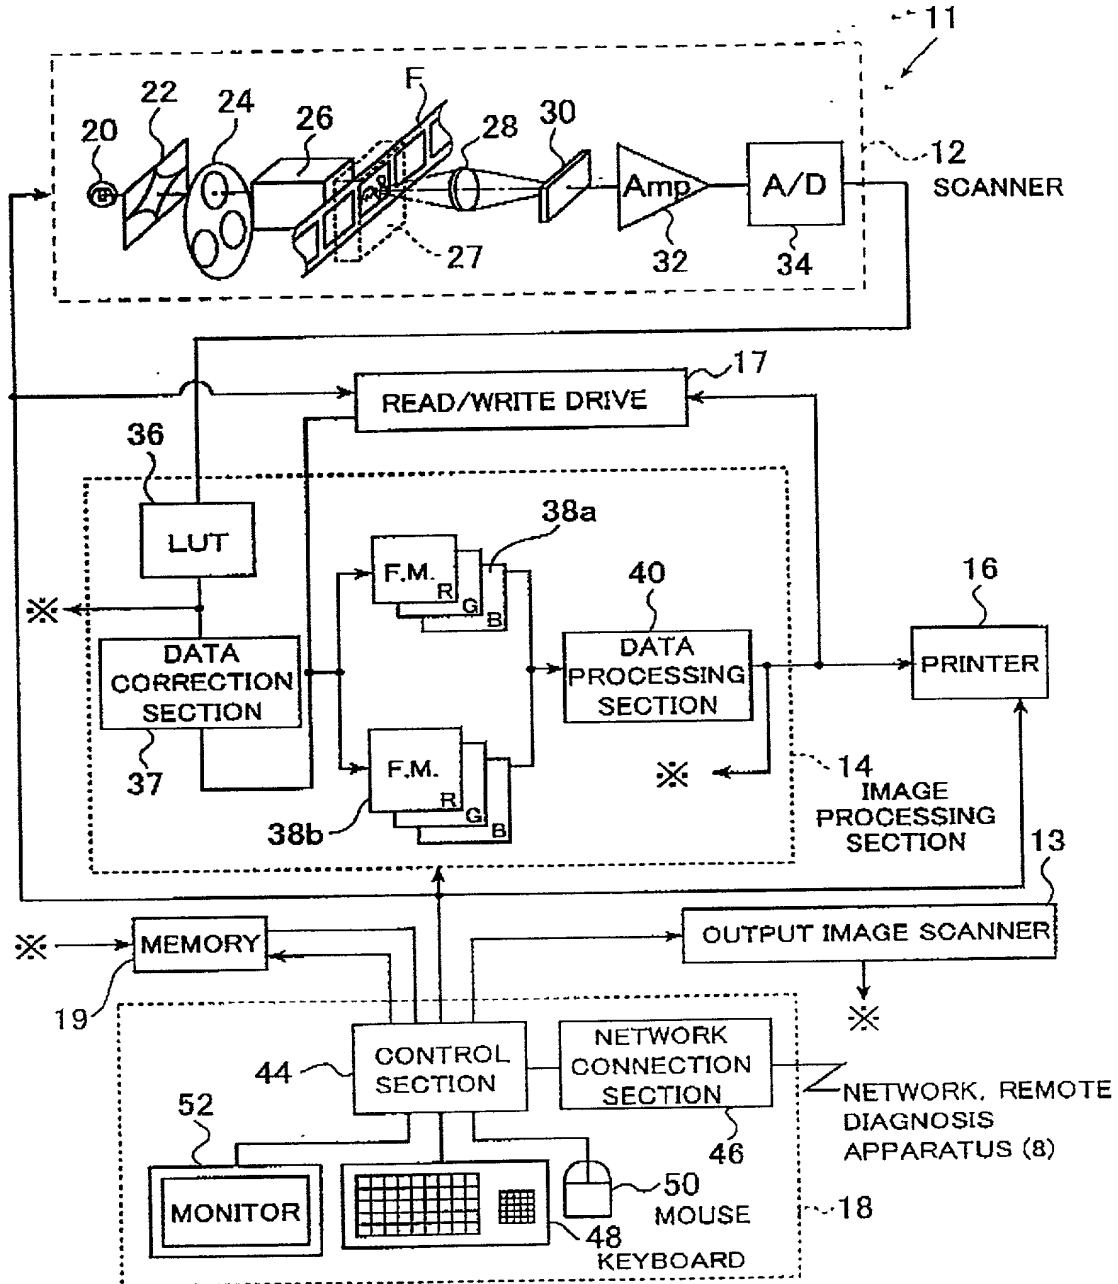 11
F
22
24
20
26
28
30
12
Amp
A/D
SCANNER
27
32
34
17
READ/WRITE DRIVE
36
38a
LUT
F.M.
R
G
B
40
16
※
DATA
CORRECTION
SECTION
DATA
PROCESSING
SECTION
PRINTER
37
F.M.
R
G
B
※
14
IMAGE
PROCESSING
SECTION
38b
13
※
MEMORY
OUTPUT IMAGE SCANNER
19
※
44
CONTROL
SECTION
NETWORK
CONNECTION
SECTION
NETWORK, REMOTE
DIAGNOSIS
APPARATUS (8)
52
46
MONITOR
50
MOUSE
18
48
KEYBOARD